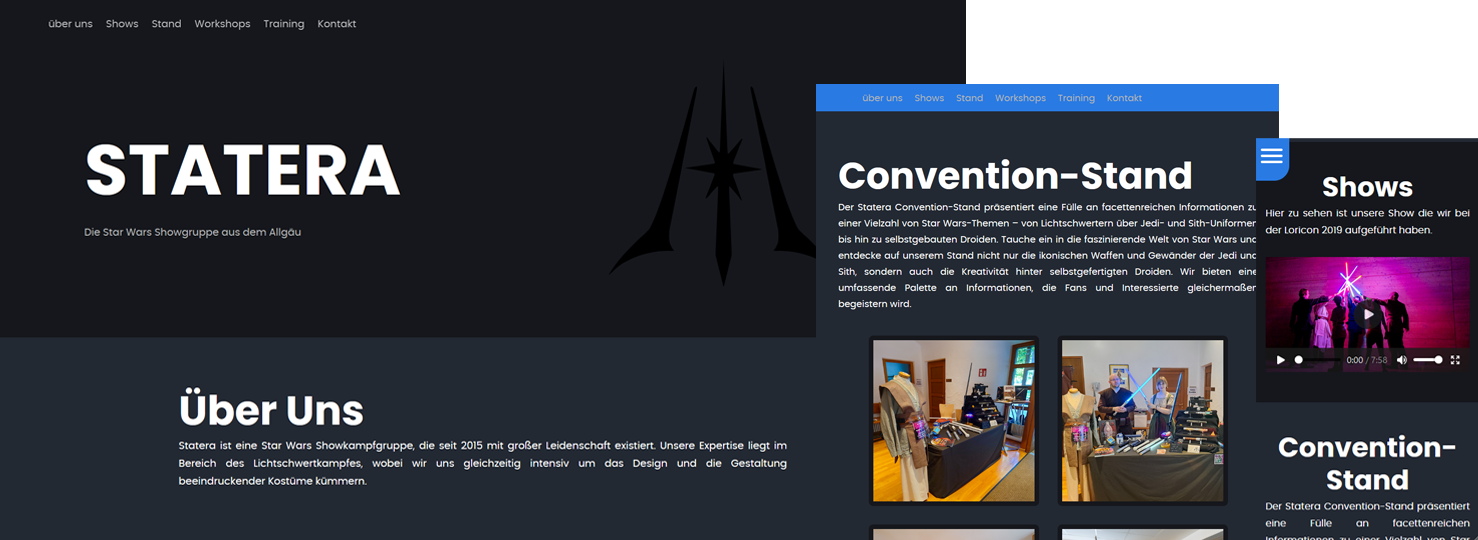 über uns Shows Stand Workshops Training Kontakt
STATERA
Die Star Wars Showgruppe aus dem Allgäu
Über Uns
Statera ist eine Star Wars Showkampfgruppe, die seit 2015 mit großer Leidenschaft existiert. Unsere Expertise liegt im
Bereich des Lichtschwertkampfes, wobei wir uns gleichzeitig intensiv um das Design und die Gestaltung
beeindruckender Kostüme kümmern.
über uns Shows Stand Workshops Training Kontakt
Convention-Stand
Der Statera Convention-Stand präsentiert eine Fülle an facettenreichen Informationen zu
einer Vielzahl von Star Wars-Themen – von Lichtschwertern über Jedi- und Sith-Uniformen
bis hin zu selbstgebauten Droiden. Tauche ein in die faszinierende Welt von Star Wars und
entdecke auf unserem Stand nicht nur die ikonischen Waffen und Gewänder der Jedi und
Sith, sondern auch die Kreativität hinter selbstgefertigten Droiden. Wir bieten eine
umfassende Palette an Informationen, die Fans und Interessierte gleichermaßen
begeistern wird.
Shows
Hier zu sehen ist unsere Show die wir bei
der Loricon 2019 aufgeführt haben.
0:00 / 7:58
Convention-
Stand
Der Statera Convention-Stand präsentiert
eine Fülle an facettenreichen
Informationen zu einer Vielzahl von Star